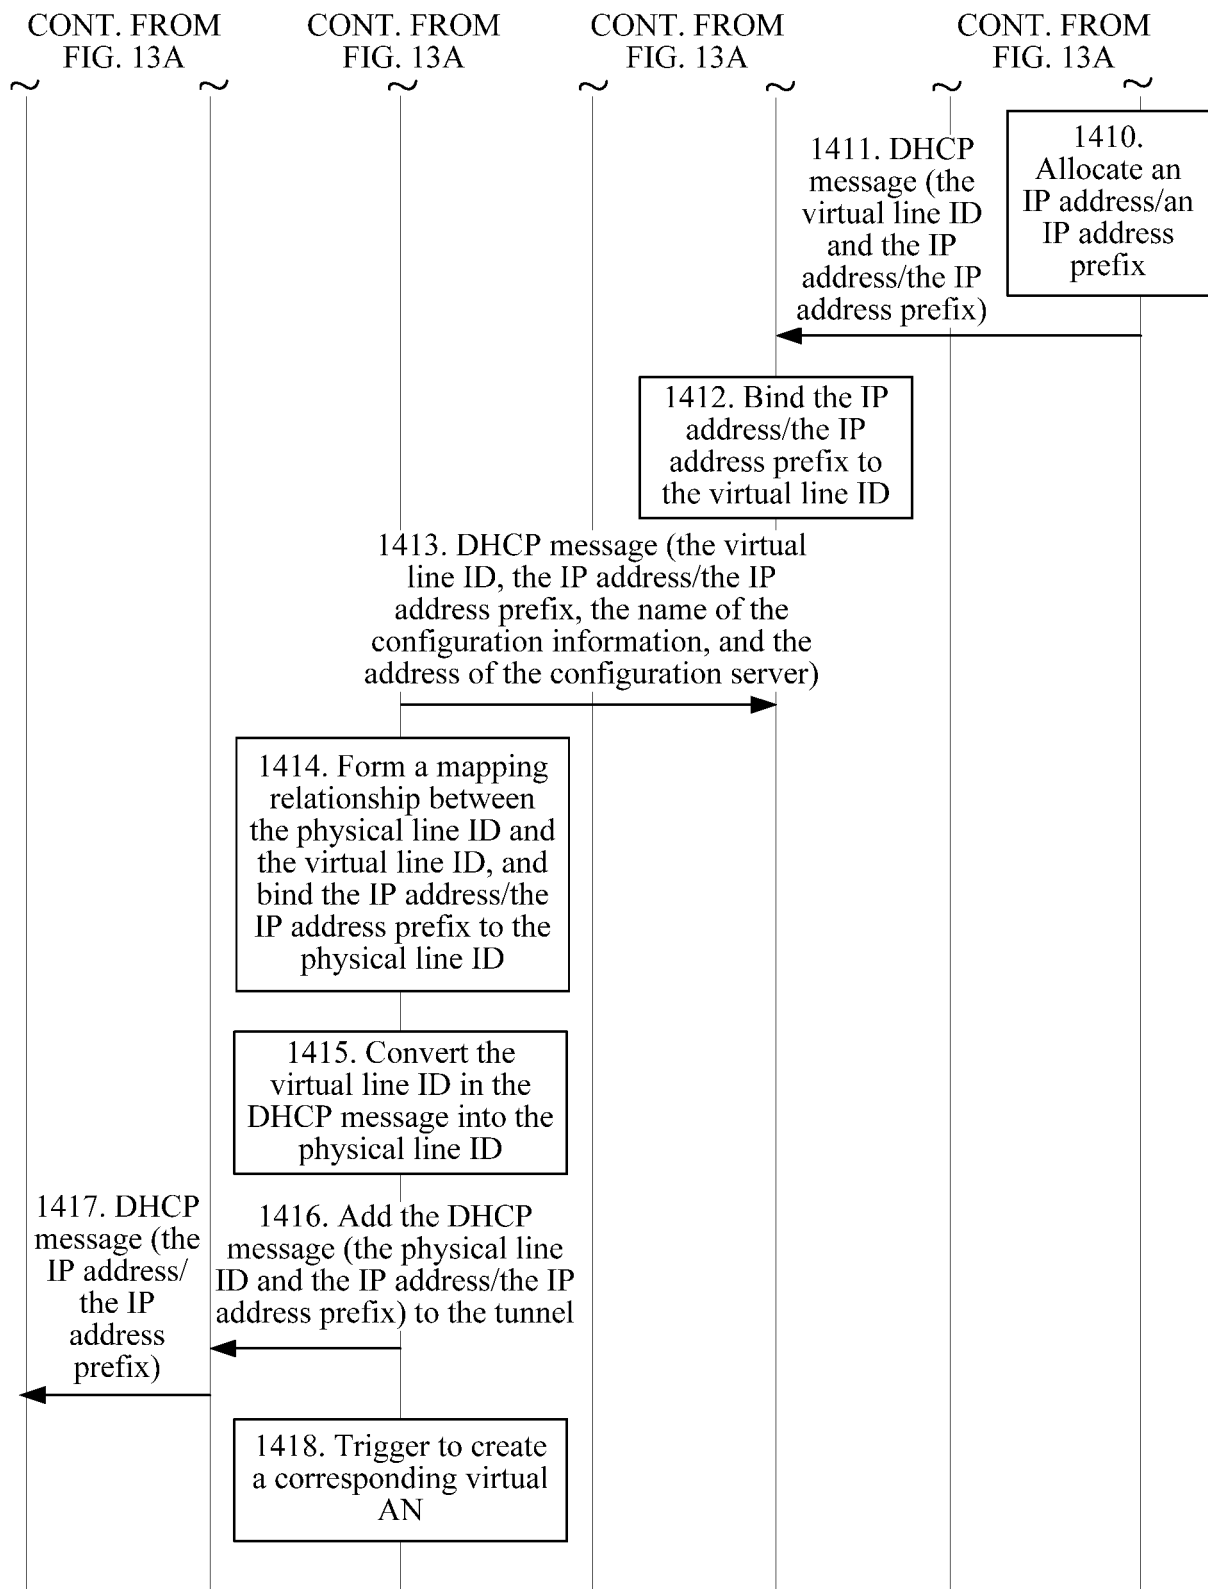 CONT. FROM
FIG. 13A
CONT. FROM
FIG. 13A
CONT. FROM
FIG. 13A
CONT. FROM
FIG. 13A
1410.
Allocate an
IP address/an
IP address
prefix
1411. DHCP
message (the
virtual line ID
and the IP
address/the IP
address prefix)
1412. Bind the IP
address/the IP
address prefix to
the virtual line ID
1413. DHCP message (the virtual
line ID, the IP address/the IP
address prefix, the name of the
configuration information, and the
address of the configuration server)
1414. Form a mapping
relationship between
the physical line ID and
the virtual line ID, and
bind the IP address/the
IP address prefix to the
physical line ID
1415. Convert the
virtual line ID in the
DHCP message into the
physical line ID
1416. Add the DHCP
message (the physical line
ID and the IP address/the IP
address prefix) to the tunnel
1417. DHCP
message (the
IP address/
the IP
address
prefix)
1418. Trigger to create
a corresponding virtual
AN